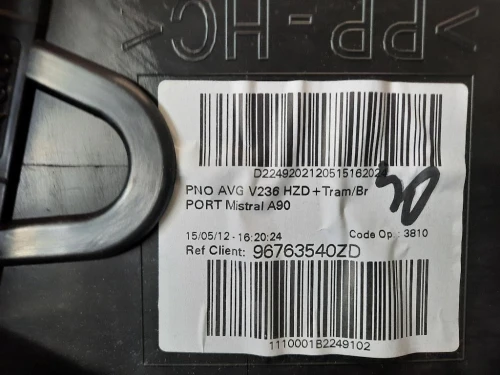 >PP-HC<
D2249202120515162024
PNO AVG V236 HZD+Tram/Br
PORT Mistral A90
15/05/12 - 16:20:24 Code Op.: 3810
Ref Client: 96763540ZD
1110001B2249102